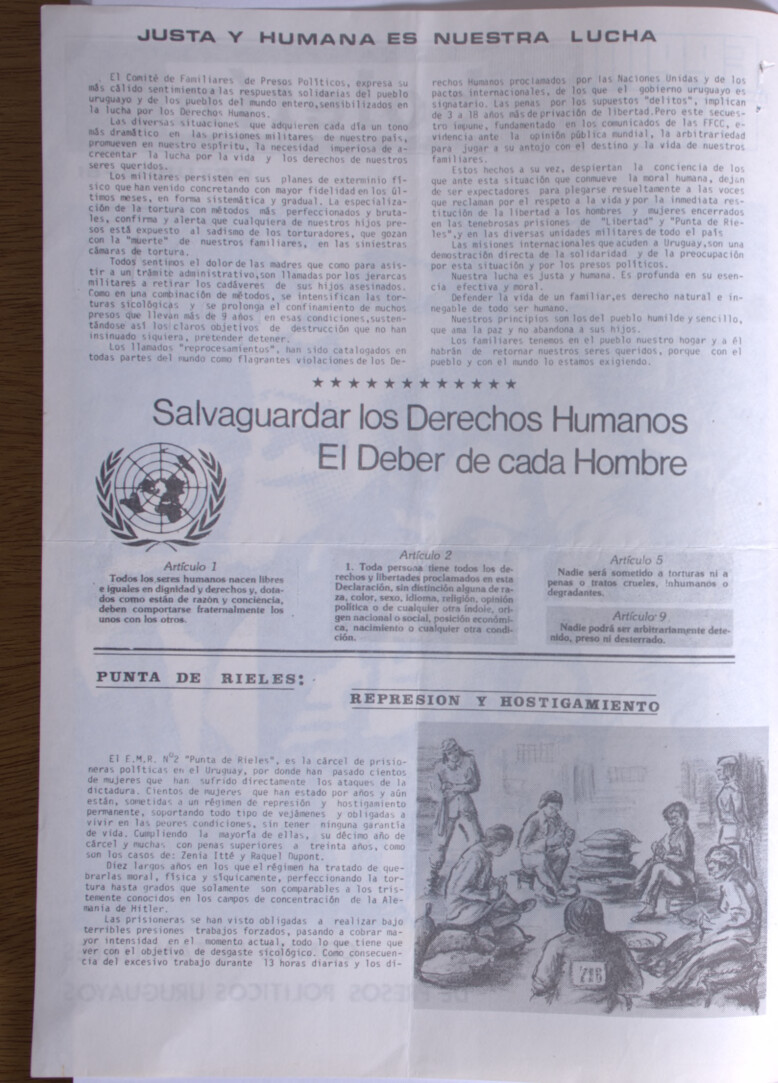 JUSTA Y HUMANA ES NUESTRA LUCHA
El Comité de Familiares de Presos Políticos, expresa su
más cálido sentimiento a las respuestas solidarias del pueblo
uruguayo y de los pueblos del mundo entero,sensibilizados en
la lucha por los Derechos Humanos.
Las diversas situaciones que adquieren cada día un tono
más dramático en las prisiones militares de nuestro país,
promueven en nuestro espíritu, la necesidad imperiosa de a-
crecentar la lucha por la vida y los derechos de nuestros
seres queridos.
Los militares persisten en sus planes de exterminio fí-
sico que han venido concretando con mayor fidelidad en los úl-
timos meses, en forma sistemática y gradual. La especializa-
ción de la tortura con métodos más perfeccionados y bruta-
les, confirma y alerta que cualquiera de nuestros hijos pre-
sos está expuesto al sadismo de los torturadores, que gozan
con la "muerte" de nuestros familiares, en las siniestras
cámaras de tortura.
Todos sentimos el dolor de las madres que como para asis-
tir a un trámite administrativo,son llamadas por los jerarcas
militares a retirar los cadáveres de sus hijos asesinados.
Como en una combinación de métodos, se intensifican las tor-
turas sicológicas y se prolonga el confinamiento de muchos
presos que llevan más de 9 años, en esas condiciones,susten-
tándose así los claros objetivos de destrucción que no han
insinuado siquiera, pretender detener.
Los llamados "reprocesamientos", han sido catalogados en
todas partes del mundo como flagrantes violaciones de los De-
rechos Humanos proclamados por las Naciones Unidas y de los
pactos internacionales, de los que el gobierno uruguayo es
signatario. Las penas por los supuestos "delitos", implican
de 3 a 18 años más de privación de libertad.Pero este secues-
tro impune, fundamentado en los comunicados de las FFCC, e-
videncia ante la opinión pública mundial, la arbitrariedad
para jugar a su antojo con el destino y la vida de nuestros
familiares.
Estos hechos a su vez, despiertan la conciencia de los
que ante esta situación que conmueve la moral humana, dejan
de ser expectadores para plegarse resueltamente a las voces
que reclaman por el respeto a la vida y por la inmediata res-
titución de la libertad a los hombres y mujeres encerrados
en las tenebrosas prisiones de "Libertad" y "Punta de Rie-
les",y en las diversas unidades militares de todo el país
Las misiones internacionales que acuden a Uruguay,son una
demostración directa de la solidaridad y de la preocupación
por esta situación y por los presos políticos.
Nuestra lucha es justa y humana. Es profunda en su esen-
cia efectiva y moral.
Defender la vida de un familiar,es derecho natural e in-
negable de todo ser humano.
Nuestros principios son los del pueblo humilde y sencillo,
que ama la paz y no abandona a sus hijos.
Los familiares tenemos en el pueblo nuestro hogar y a él
habrán de retornar nuestros seres queridos, porque con el
pueblo y con el mundo lo estamos exigiendo.
Salvaguardar los Derechos Humanos
El Deber de cada Hombre
Artículo 1
Todos los seres humanos nacen libres
e iguales en dignidad y derechos y, dota-
dos como están de razón y conciencia,
deben comportarse fraternalmente los
unos con los otros.
Artículo 2
1. Toda persona tiene todos los de-
rechos y libertades proclamados en esta
Declaración, sin distinción alguna de ra-
za, color, sexo, idioma, religión, opinión
política o de cualquier otra índole, ori-
gen nacional o social, posición económi-
ca, nacimiento o cualquier otra condi-
ción.
Artículo 5
Nadie será sometido a torturas ni a
penas o tratos crueles, inhumanos o
degradantes.
Artículo 9
Nadie podrá ser arbitrariamente dete-
nido, preso ni desterrado.
PUNTA DE RIELES:
REPRESION Y HOSTIGAMIENTO
El E.M.R. Nº2 "Punta de Rieles", es la cárcel de prisio-
neras políticas en el Uruguay, por donde han pasado cientos
de mujeres que han sufrido directamente los ataques de la
dictadura. Cientos de mujeres que han estado por años y aún
están, sometidas a un régimen de represión y hostigamiento
permanente, soportando todo tipo de vejámenes y obligadas a
vivir en las peores condiciones, sin tener ninguna garantía
de vida. Cumpliendo la mayoría de ellas, su décimo año de
cárcel y muchas con penas superiores a treinta años, como
son los casos de: Zenia Itté y Raquel Dupont.
Diez largos años en los que el régimen ha tratado de que-
brarlas moral, física y síquicamente, perfeccionando la tor-
tura hasta grados que solamente son comparables a los tris-
temente conocidos en los campos de concentración de la Ale-
mania de Hitler.
Las prisioneras se han visto obligadas a realizar bajo
terribles presiones trabajos forzados, pasando a cobrar ma-
yor intensidad en el momento actual, todo lo que tiene que
ver con el objetivo de desgaste sicológico. Como consecuen-
cia del excesivo trabajo durante 13 horas diarias y los di-